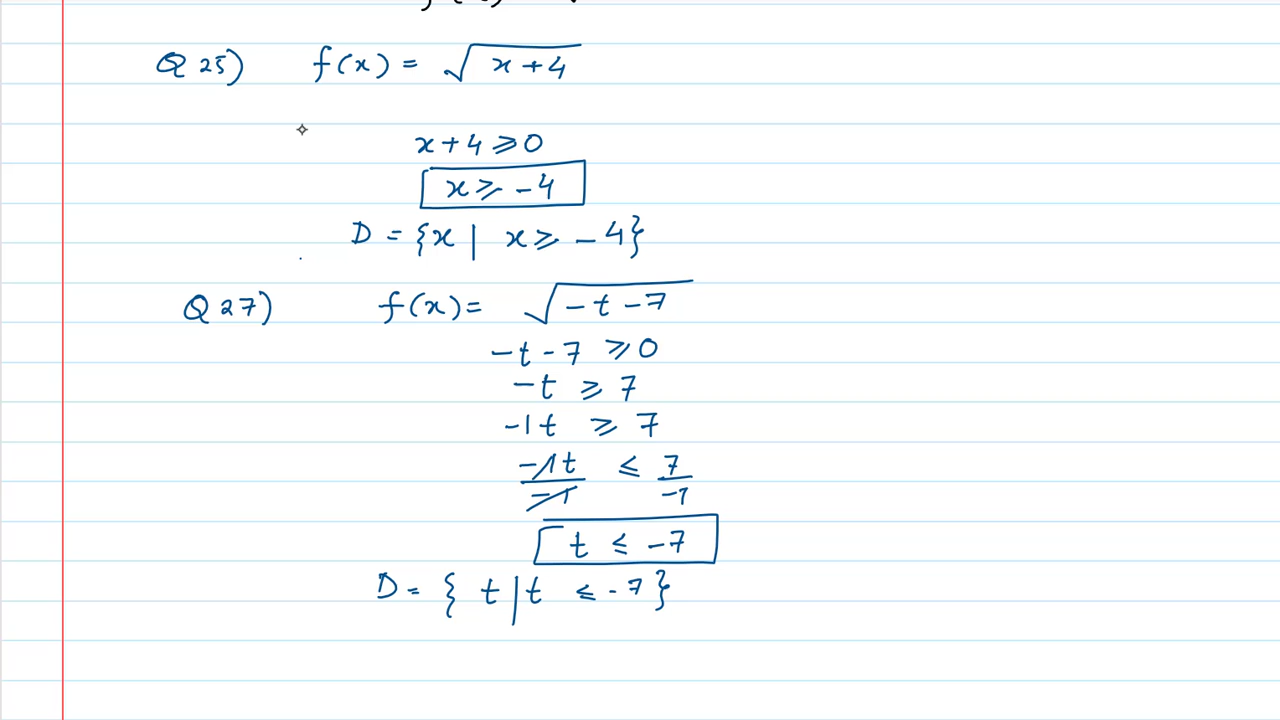 Q 25) f(x) = √(x+4)
x+4 ⩾ 0
x ⩾ -4
D = {x | x ⩾ -4}
Q 27) f(x) = √(-t-7)
-t-7 ⩾ 0
-t ⩾ 7
-1t ⩾ 7
-1t/-1 ⩽ 7/-1
t ⩽ -7
D = { t | t ⩽ -7}